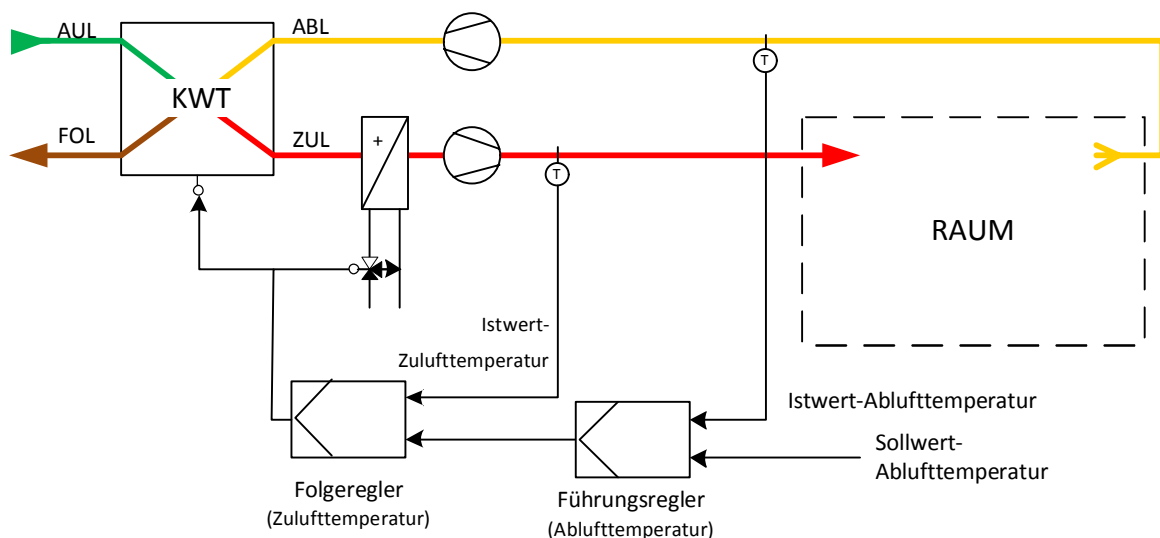 AUL
ABL
KWT
T
FOL
ZUL
+
T
RAUM
Istwert-
Zulufttemperatur
Istwert-Ablufttemperatur
Sollwert-
Ablufttemperatur
Folgeregler
(Zulufttemperatur)
Führungsregler
(Ablufttemperatur)